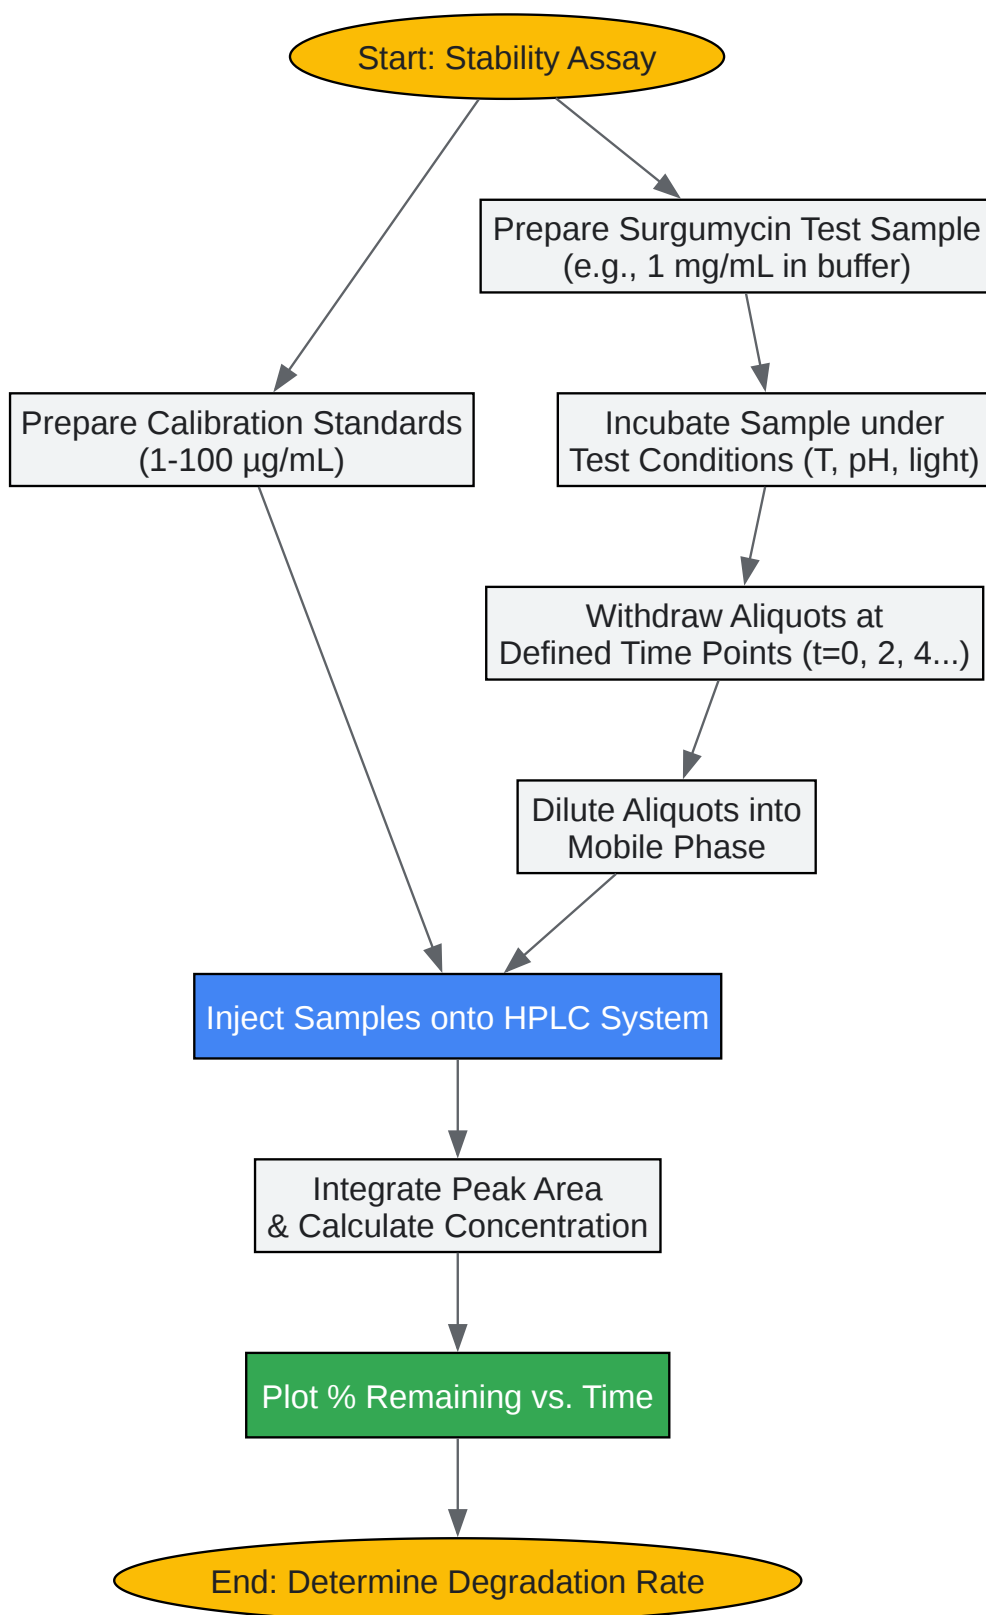 Start: Stability Assay
Prepare Surgumycin Test Sample
(e.g., 1 mg/mL in buffer)
Prepare Calibration Standards
(1-100 µg/mL)
Incubate Sample under
Test Conditions (T, pH, light)
Withdraw Aliquots at
Defined Time Points (t=0, 2, 4...)
Dilute Aliquots into
Mobile Phase
Inject Samples onto HPLC System
Integrate Peak Area
& Calculate Concentration
Plot % Remaining vs. Time
End: Determine Degradation Rate